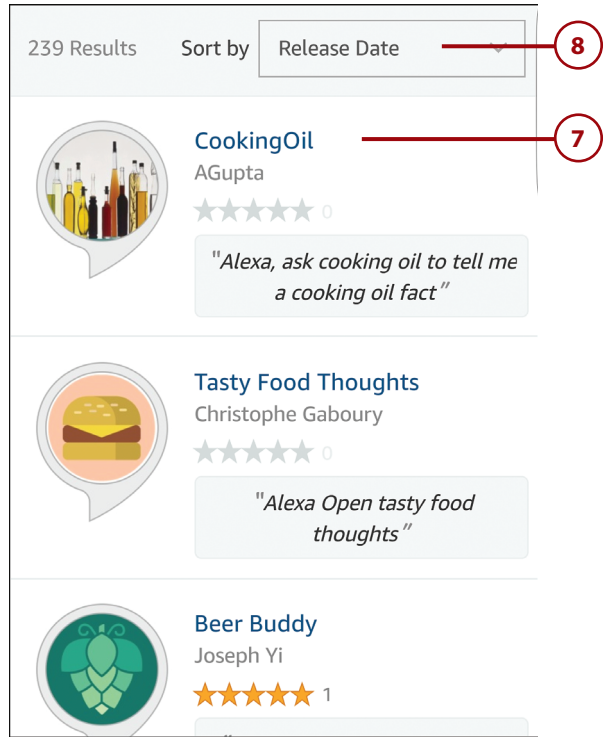 239 Results Sort by Release Date 8
CookingOil 7
AGupta
0
"Alexa, ask cooking oil to tell me
a cooking oil fact"
Tasty Food Thoughts
Christophe Gaboury
0
"Alexa Open tasty food
thoughts"
Beer Buddy
Joseph Yi
1